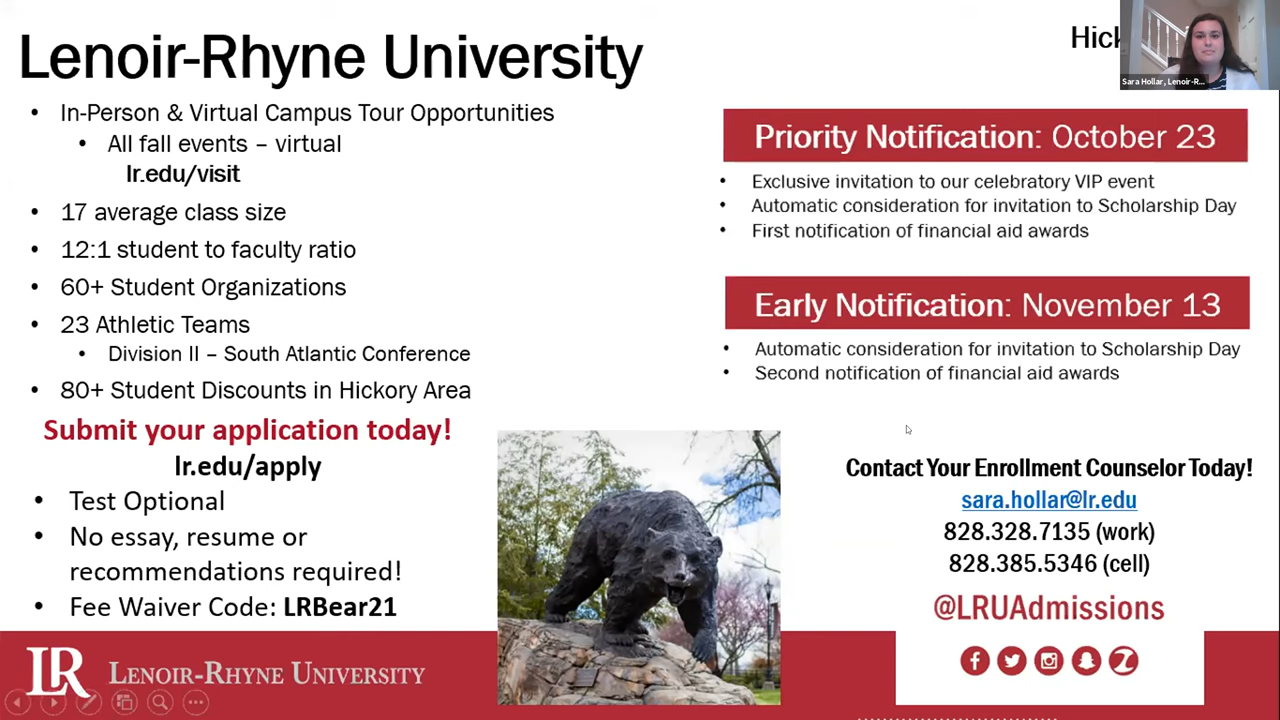 Lenoir-Rhyne University
• In-Person & Virtual Campus Tour Opportunities
• All fall events – virtual
lr.edu/visit
• 17 average class size
• 12:1 student to faculty ratio
• 60+ Student Organizations
• 23 Athletic Teams
• Division II – South Atlantic Conference
• 80+ Student Discounts in Hickory Area
Submit your application today!
lr.edu/apply
• Test Optional
• No essay, resume or
recommendations required!
• Fee Waiver Code: LRBear21
LR LENOIR-RHYNE UNIVERSITY
Sara Hollar, Lenoir-R...
Priority Notification: October 23
• Exclusive invitation to our celebratory VIP event
• Automatic consideration for invitation to Scholarship Day
• First notification of financial aid awards
Early Notification: November 13
• Automatic consideration for invitation to Scholarship Day
• Second notification of financial aid awards
Contact Your Enrollment Counselor Today!
sara.hollar@lr.edu
828.328.7135 (work)
828.385.5346 (cell)
@LRUAdmissions